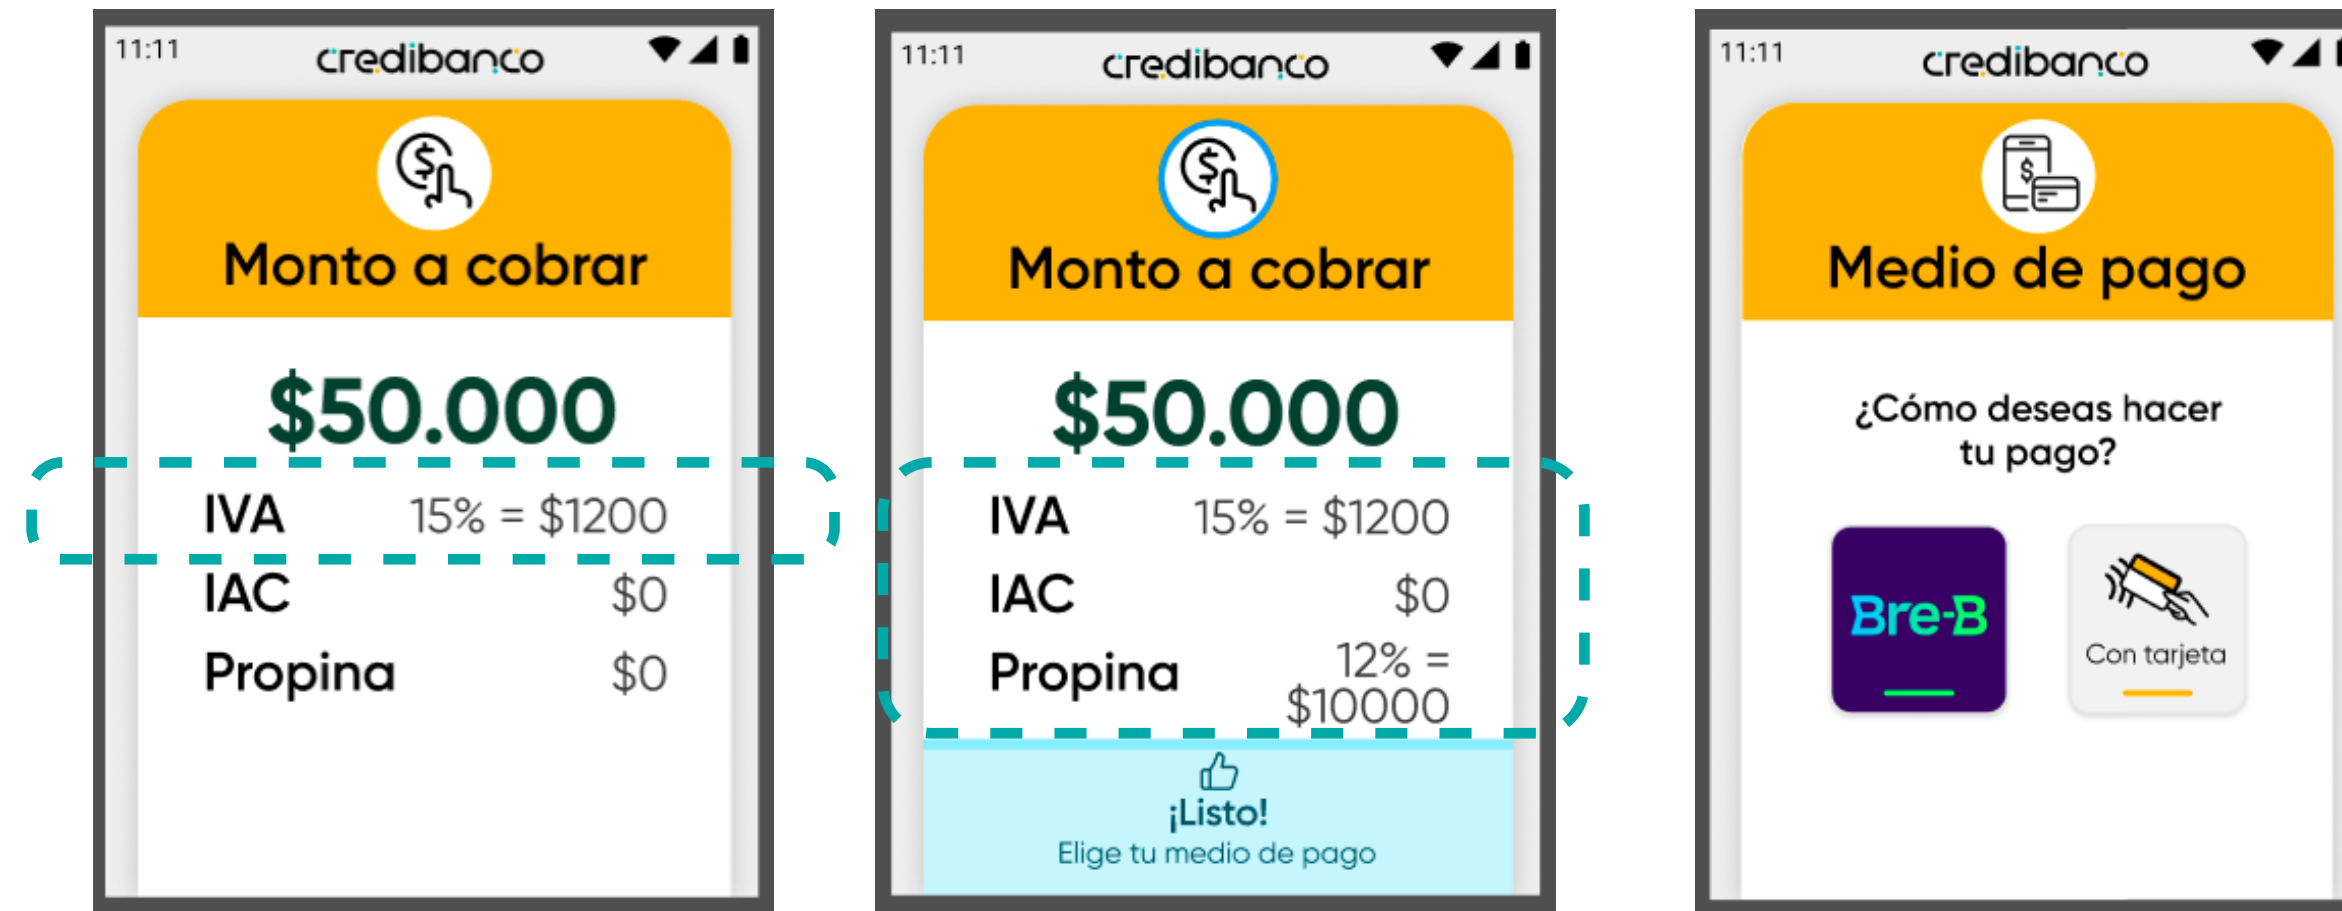 11:11 credibanco
Monto a cobrar
$50.000
IVA 15% = $1200
IAC $0
Propina $0
11:11 credibanco
Monto a cobrar
$50.000
IVA 15% = $1200
IAC $0
Propina 12% =
$10000
¡Listo!
Elige tu medio de pago
11:11 credibanco
$
Medio de pago
¿Cómo deseas hacer
tu pago?
Bre-B
Con tarjeta